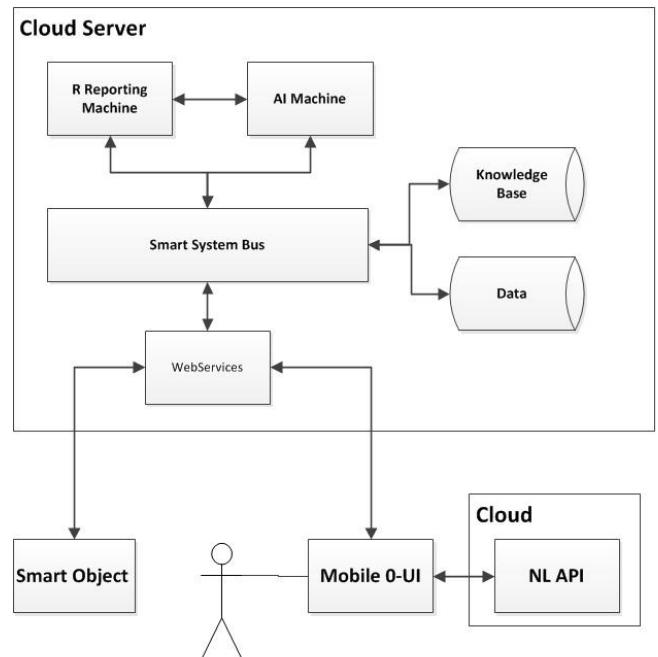 Cloud Server
R Reporting
Machine
AI Machine
Knowledge
Base
Smart System Bus
Data
WebServices
Cloud
Smart Object
Mobile 0-UI
NL API